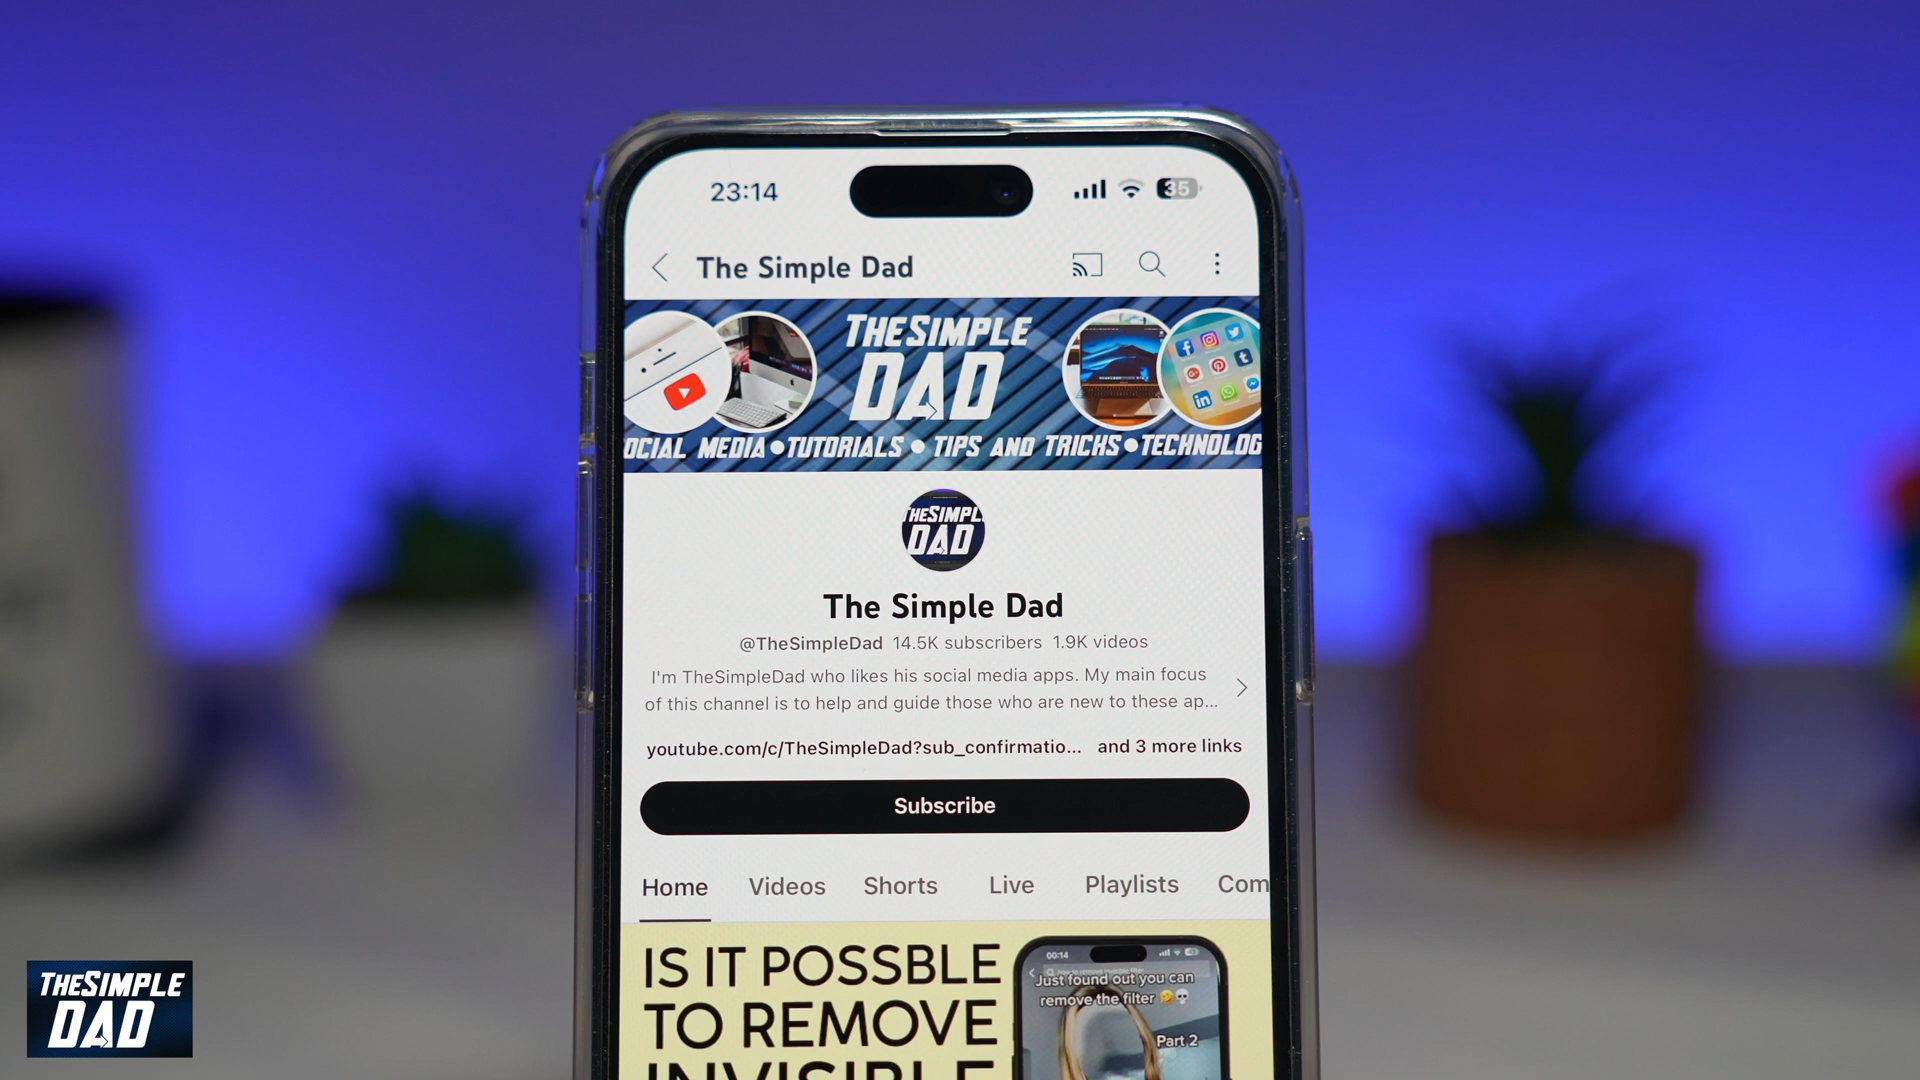 23:14
35
The Simple Dad
THESIMPLE
DAD
OCIAL MEDIA • TUTORIALS • TIPS AND TRICKS • TECHNOLOG
HESIMPL
DAD
The Simple Dad
@TheSimpleDad 14.5K subscribers 1.9K videos
I'm TheSimpleDad who likes his social media apps. My main focus
of this channel is to help and guide those who are new to these ap...
youtube.com/c/TheSimpleDad?sub_confirmatio... and 3 more links
Subscribe
Home Videos Shorts Live Playlists Com
IS IT POSSBLE
TO REMOVE
INVISIBLE
00:14
Just found out you can
remove the filter 🤣💀
Part 2
THESIMPLE
DAD